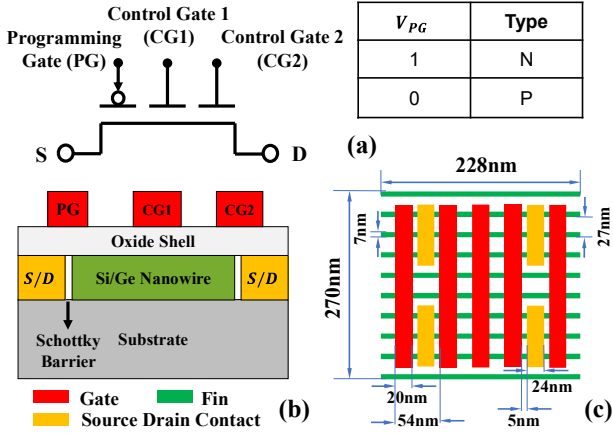 Control Gate 1
(CG1)
Programming
Gate (PG)
Control Gate 2
(CG2)
S
D
V_PG Type
1 N
0 P
(a)
PG
CG1
CG2
Oxide Shell
S/D
Si/Ge Nanowire
S/D
Schottky
Barrier
Substrate
Gate
Fin
Source Drain Contact
(b)
228nm
270nm
7nm
27nm
24nm
20nm
54nm
5nm
(c)